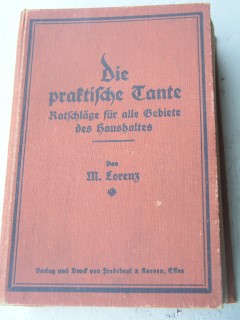 Die
praktische Tante
Ratschläge für alle Gebiete
des Haushaltes
Von
M. Lorenz
Verlag und Druck von Fredebeul & Koenen, Essen